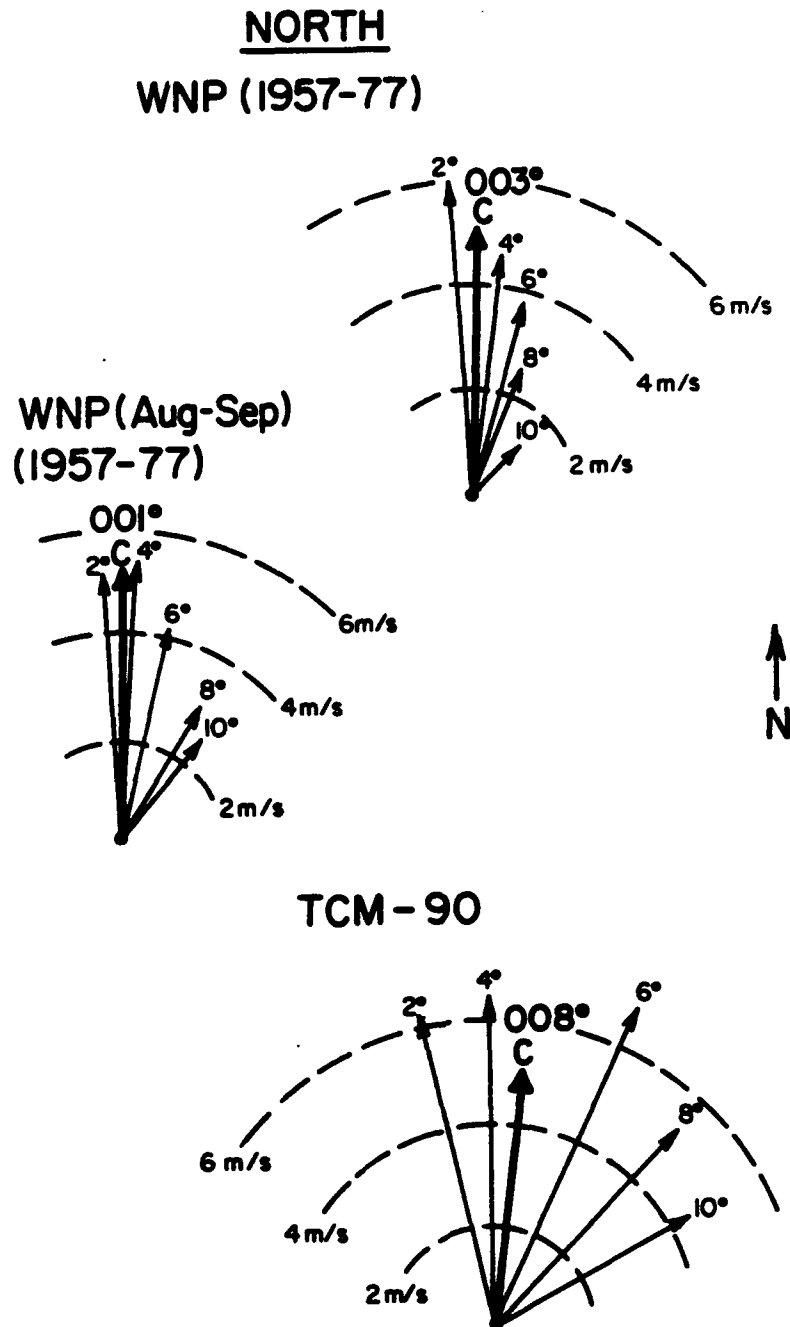 NORTH
WNP (1957-77)
2° 003°
C
4°
6°
6 m/s
8°
4 m/s
10°
2 m/s
WNP (Aug-Sep)
(1957-77)
001°
2° C 4°
6°
6m/s
8°
4 m/s
10°
2 m/s
N
TCM-90
4°
2° 008° 6°
C
8°
6 m/s
10°
4 m/s
2 m/s